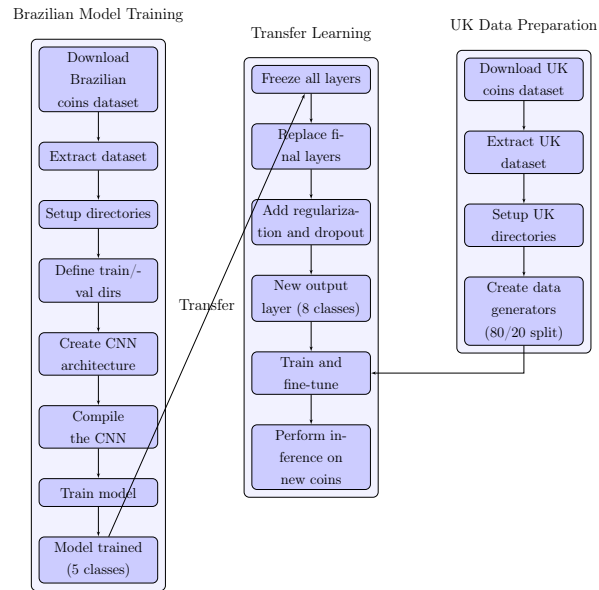 Brazilian Model Training
Download
Brazilian
coins dataset
Extract dataset
Setup directories
Define train/-
val dirs
Create CNN
architecture
Compile
the CNN
Train model
Model trained
(5 classes)
Transfer
Transfer Learning
Freeze all layers
Replace fi-
nal layers
Add regulariza-
tion and dropout
New output
layer (8 classes)
Train and
fine-tune
Perform in-
ference on
new coins
UK Data Preparation
Download UK
coins dataset
Extract UK
dataset
Setup UK
directories
Create data
generators
(80/20 split)